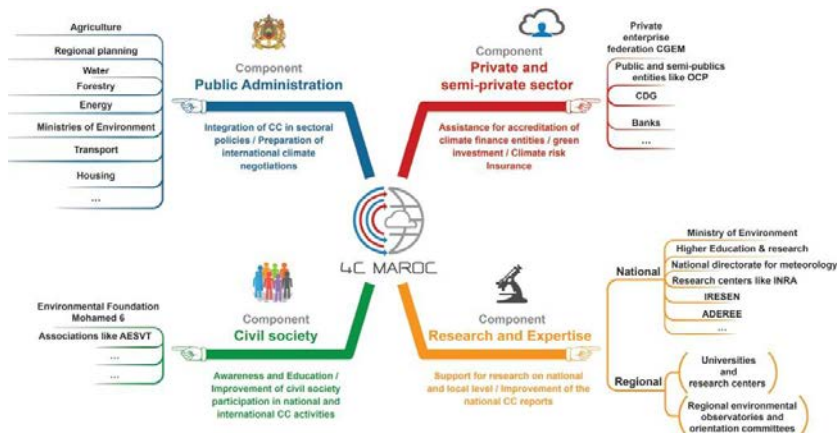 Agriculture
Regional planning
Water
Forestry
Energy
Ministries of Environment
Transport
Housing
...
Component
Public Administration
Integration of CC in sectoral
policies / Preparation of
international climate
negotiations
Component
Private and
semi-private sector
Assistance for accreditation of
climate finance entities / green
investment / Climate risk
Insurance
Private
enterprise
federation CGEM
Public and semi-publics
entities like OCP
CDG
Banks
...
4C MAROC
Environmental Foundation
Mohamed 6
Associations like AESVT
...
...
Component
Civil society
Awareness and Education /
Improvement of civil society
participation in national and
international CC activities
Component
Research and Expertise
Support for research on national
and local level / Improvement of the
national CC reports
National
Ministry of Environment
Higher Education & research
National directorate for meteorology
Research centers like INRA
IRESEN
ADEREE
...
Regional
Universities
and
research centers
Regional environmental
observatories and
orientation committees